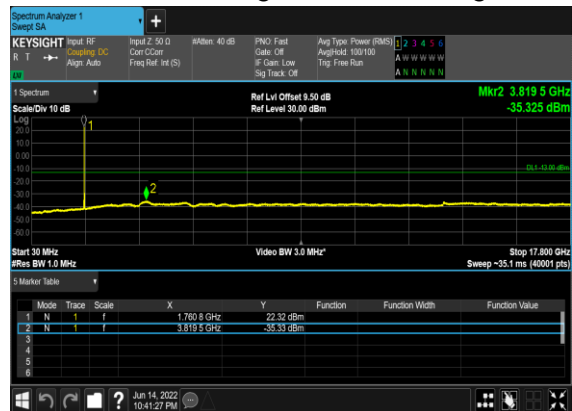 Spectrum Analyzer 1
Swept SA
+
KEYSIGHT Input: RF Input Z: 50 Ω #Atten: 40 dB PNO: Fast Avg Type: Power (RMS) 1 2 3 4 5 6
R T Coupling: DC Corr CCorr Gate: Off Avg|Hold: 100/100 A W W W W W
Align: Auto Freq Ref: Int (S) IF Gain: Low Trig: Free Run
LW Sig Track: Off A N N N N N
1 Spectrum Ref Lvl Offset 9.50 dB Mkr2 3.819 5 GHz
Scale/Div 10 dB Ref Level 30.00 dBm -35.325 dBm
Log
20.0
10.0
0.00
-10.0
-20.0
-30.0
-40.0
-50.0
-60.0
1
DL1 -13.00 dBm
2
Start 30 MHz Video BW 3.0 MHz* Stop 17.800 GHz
#Res BW 1.0 MHz Sweep ~35.1 ms (40001 pts)
5 Marker Table
Mode Trace Scale X Y Function Function Width Function Value
1 N 1 f 1.760 8 GHz 22.32 dBm
2 N 1 f 3.819 5 GHz -35.33 dBm
3
4
5
6
? Jun 14, 2022
10:41:27 PM